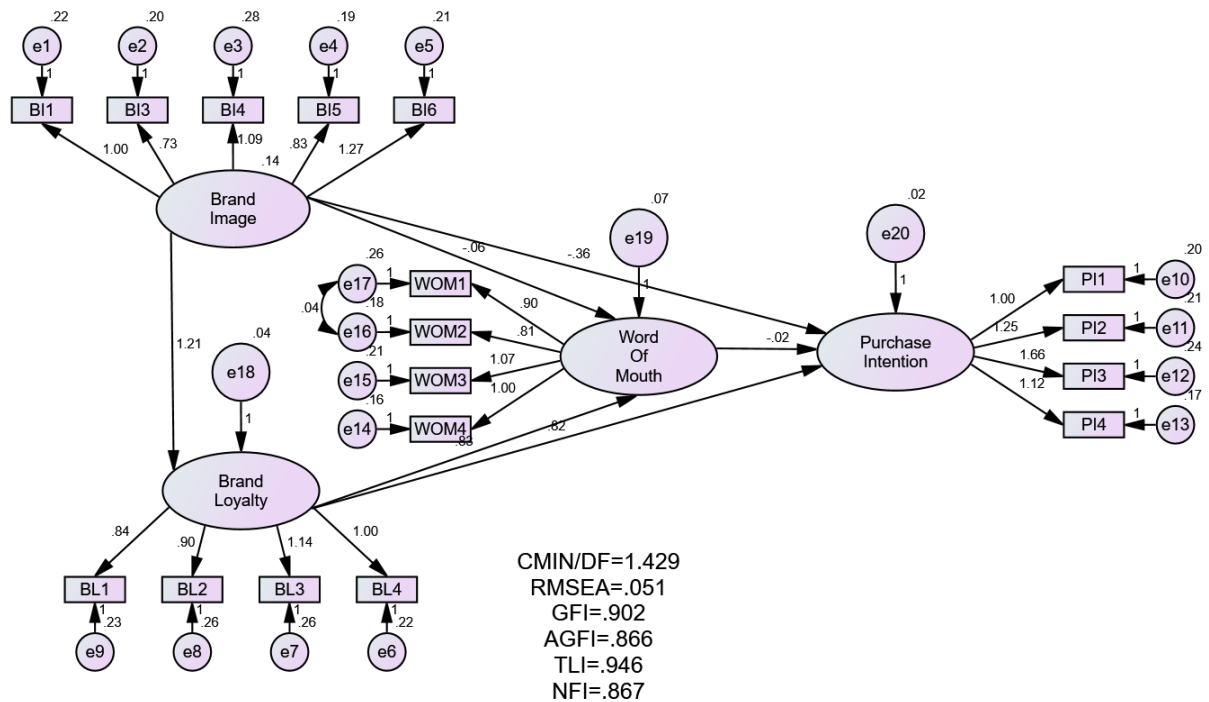 .22 .20 .28 .19 .21
e1 e2 e3 e4 e5
1 1 1 1 1
BI1 BI3 BI4 BI5 BI6
1.00 .73 1.09 .83 1.27
.14
Brand
Image
.07 .02
e19 e20
1 1
-.06 -.36
.26
e17 1 WOM1 .90
.04
.18
e16 1 WOM2 .81
.21
e15 1 WOM3 1.07
.16
e14 1 WOM4 1.00
Word
Of
Mouth
-.02
Purchase
Intention
.20
1.00 PI1 1 e10
.21
1.25 PI2 1 e11
.24
1.66 PI3 1 e12
.17
1.12 PI4 1 e13
1.21
.04
e18
1
.83 .82
Brand
Loyalty
.84 .90 1.14 1.00
BL1 BL2 BL3 BL4
1 1 1 1
.23 .26 .26 .22
e9 e8 e7 e6
CMIN/DF=1.429
RMSEA=.051
GFI=.902
AGFI=.866
TLI=.946
NFI=.867